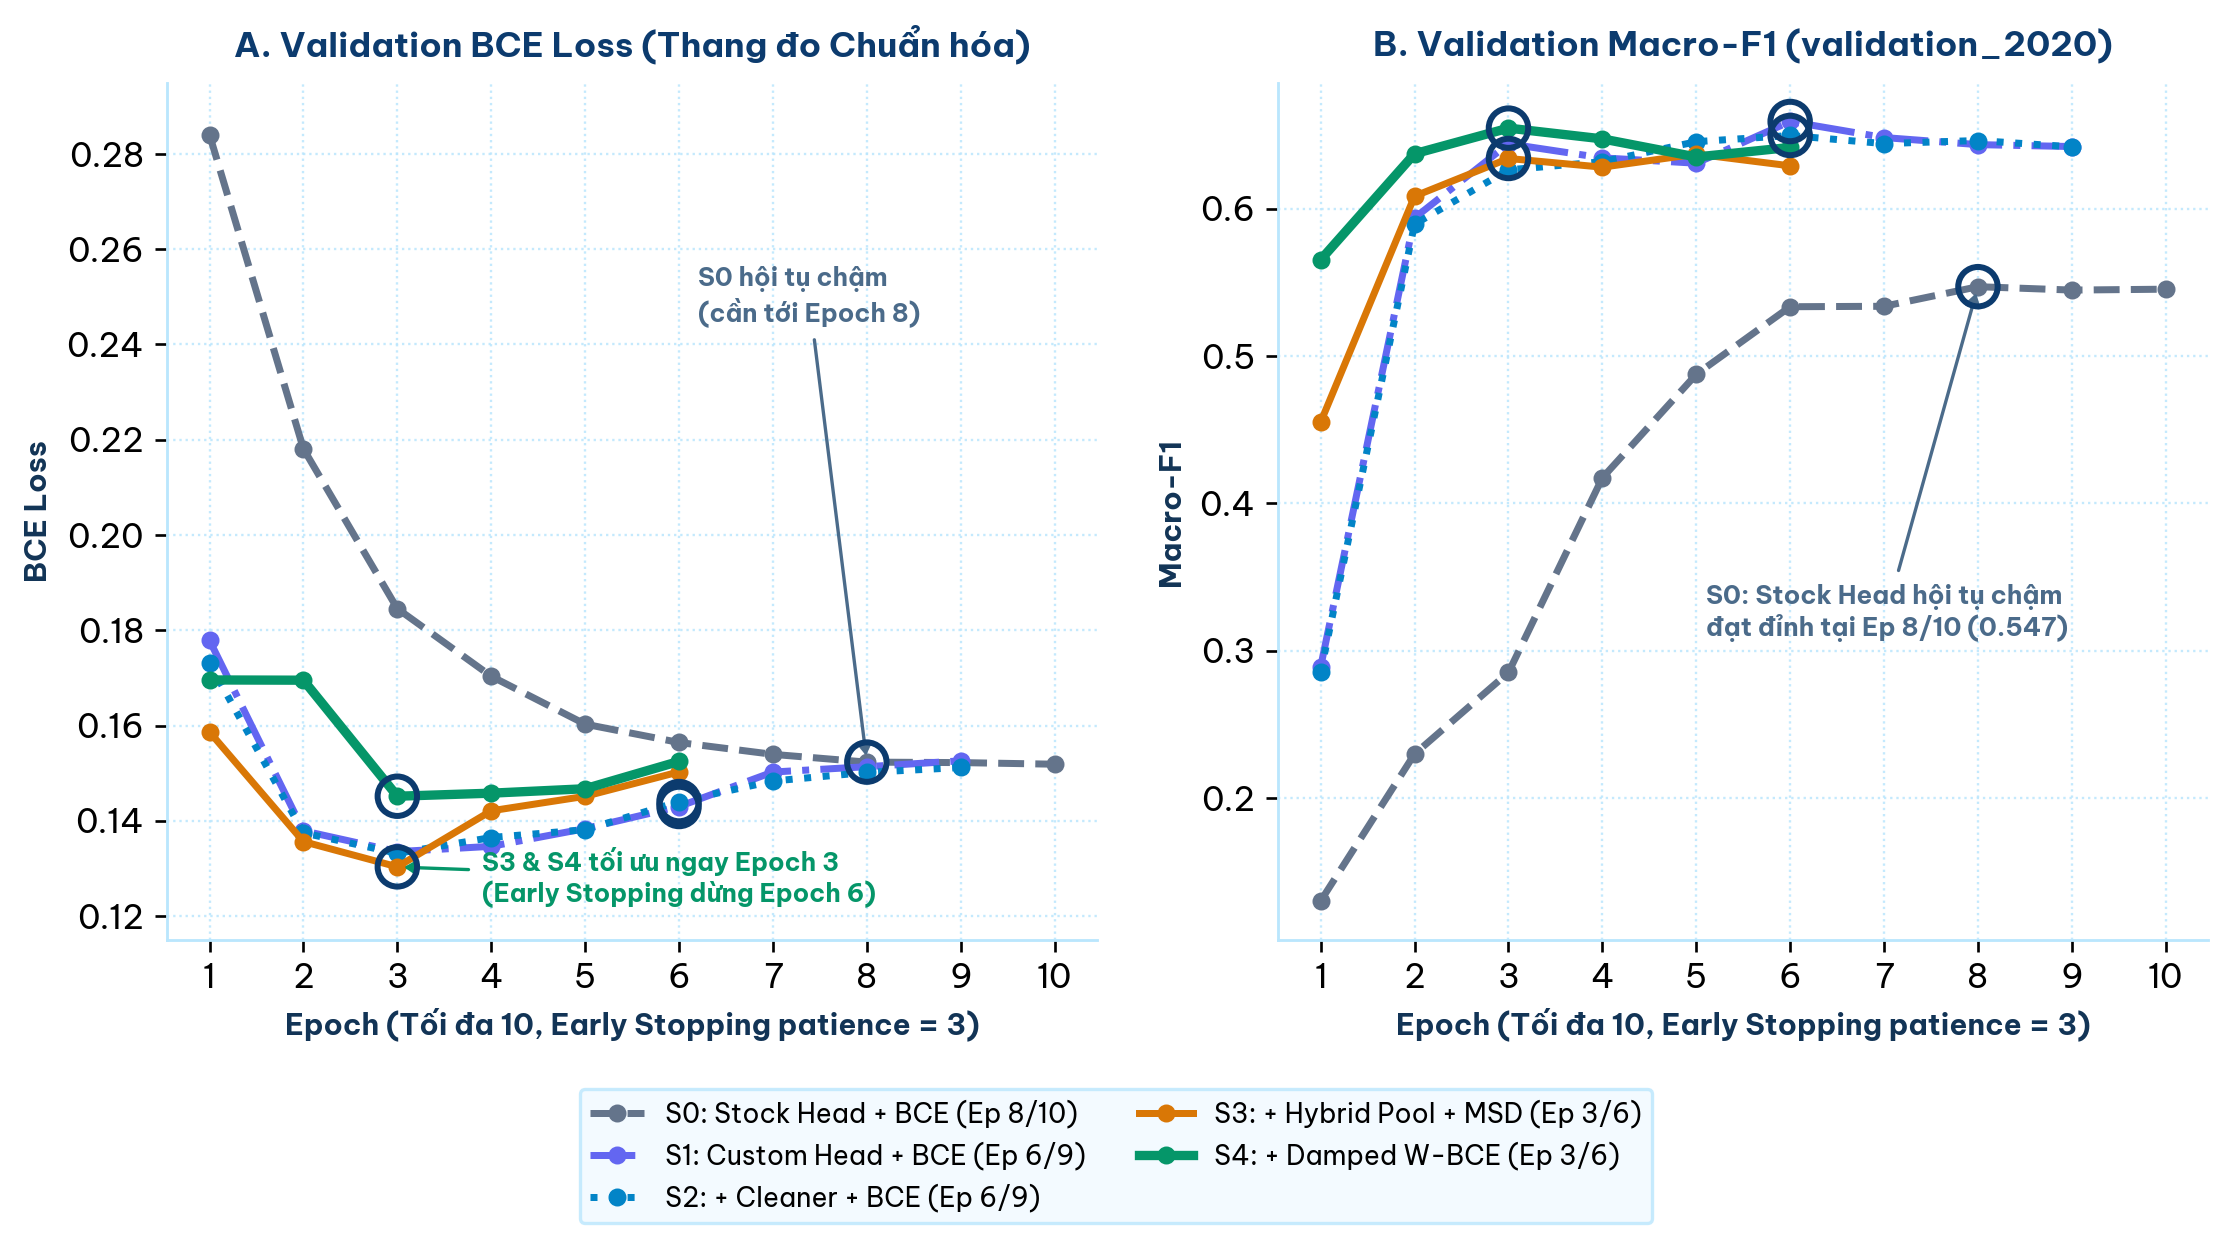 A. Validation BCE Loss (Thang đo Chuẩn hóa)
BCE Loss
0.28
0.26
0.24
0.22
0.20
0.18
0.16
0.14
0.12
S0 hội tụ chậm
(cần tới Epoch 8)
S3 & S4 tối ưu ngay Epoch 3
(Early Stopping dừng Epoch 6)
1 2 3 4 5 6 7 8 9 10
Epoch (Tối đa 10, Early Stopping patience = 3)
B. Validation Macro-F1 (validation_2020)
Macro-F1
0.6
0.5
0.4
0.3
0.2
S0: Stock Head hội tụ chậm
đạt đỉnh tại Ep 8/10 (0.547)
1 2 3 4 5 6 7 8 9 10
Epoch (Tối đa 10, Early Stopping patience = 3)
S0: Stock Head + BCE (Ep 8/10)
S1: Custom Head + BCE (Ep 6/9)
S2: + Cleaner + BCE (Ep 6/9)
S3: + Hybrid Pool + MSD (Ep 3/6)
S4: + Damped W-BCE (Ep 3/6)